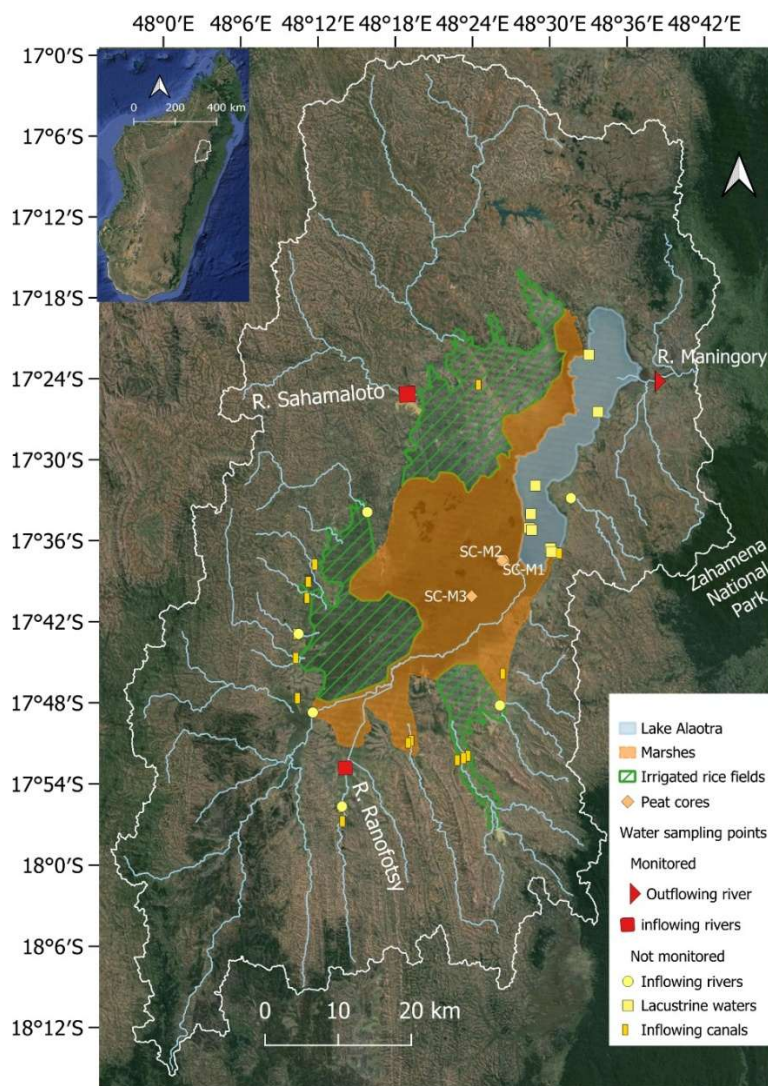 48°0′E 48°6′E 48°12′E 48°18′E 48°24′E 48°30′E 48°36′E 48°42′E
17°0′S
0 200 400 km
17°6′S
17°12′S
17°18′S
R. Maningory
17°24′S
R. Sahamaloto
17°30′S
17°36′S
SC-M2
SC-M1
Zahamena
National
Park
SC-M3
17°42′S
17°48′S
17°54′S
R. Ranofotsy
18°0′S
18°6′S
18°12′S
0 10 20 km
Lake Alaotra
Marshes
Irrigated rice fields
Peat cores
Water sampling points
Monitored
Outflowing river
inflowing rivers
Not monitored
Inflowing rivers
Lacustrine waters
Inflowing canals